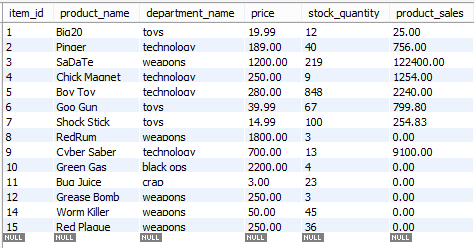 item_id product_name department_name price stock_quantity product_sales
1 Big20 toys 19.99 12 25.00
2 Pinger technology 189.00 40 756.00
3 SaDaTe weapons 1200.00 219 122400.00
4 Chick Magnet technology 250.00 9 1254.00
5 Boy Toy technology 280.00 848 2240.00
6 Goo Gun toys 39.99 67 799.80
7 Shock Stick toys 14.99 100 254.83
8 RedRum weapons 1800.00 3 0.00
9 Cyber Saber technology 700.00 13 9100.00
10 Green Gas black ops 2200.00 4 0.00
11 Bug Juice crap 3.00 23 0.00
12 Grease Bomb weapons 250.00 3 0.00
14 Worm Killer weapons 50.00 45 0.00
15 Red Plague weapons 250.00 36 0.00
NULL NULL NULL NULL NULL NULL